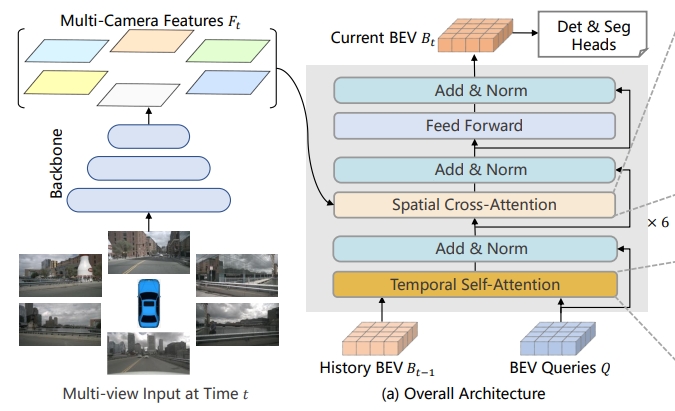 Multi-Camera Features F_t
Backbone
Multi-view Input at Time t
Current BEV B_t
Det & Seg
Heads
Add & Norm
Feed Forward
Add & Norm
Spatial Cross-Attention
× 6
Add & Norm
Temporal Self-Attention
History BEV B_{t-1}
BEV Queries Q
(a) Overall Architecture